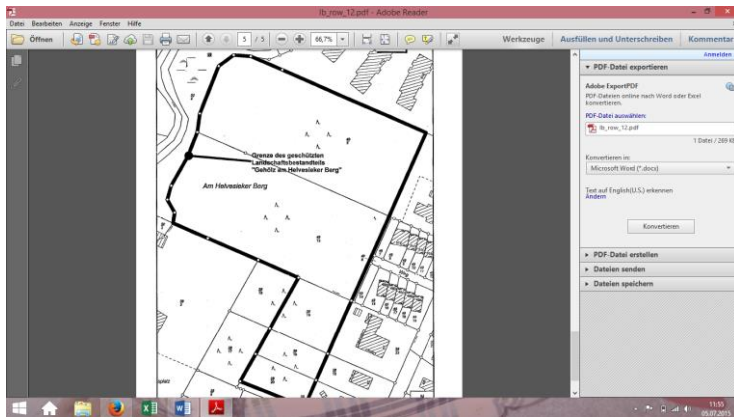 lb_row_12.pdf - Adobe Reader
Datei Bearbeiten Anzeige Fenster Hilfe
Öffnen
5 / 5
66,7%
Werkzeuge
Ausfüllen und Unterschreiben
Kommentar
Anmelden
Grenze des geschützten
Landschaftsbestandteils
"Gehölz am Helvesieker Berg"
Am Helvesieker Berg
Weg
PDF-Datei exportieren
Adobe ExportPDF
PDF-Dateien online nach Word oder Excel
konvertieren.
PDF-Datei auswählen:
lb_row_12.pdf
1 Datei / 269 KB
Konvertieren in:
Microsoft Word (*.docx)
Text auf English(U.S.) erkennen
Ändern
Konvertieren
PDF-Datei erstellen
Dateien senden
Dateien speichern
11:55
05.07.2015